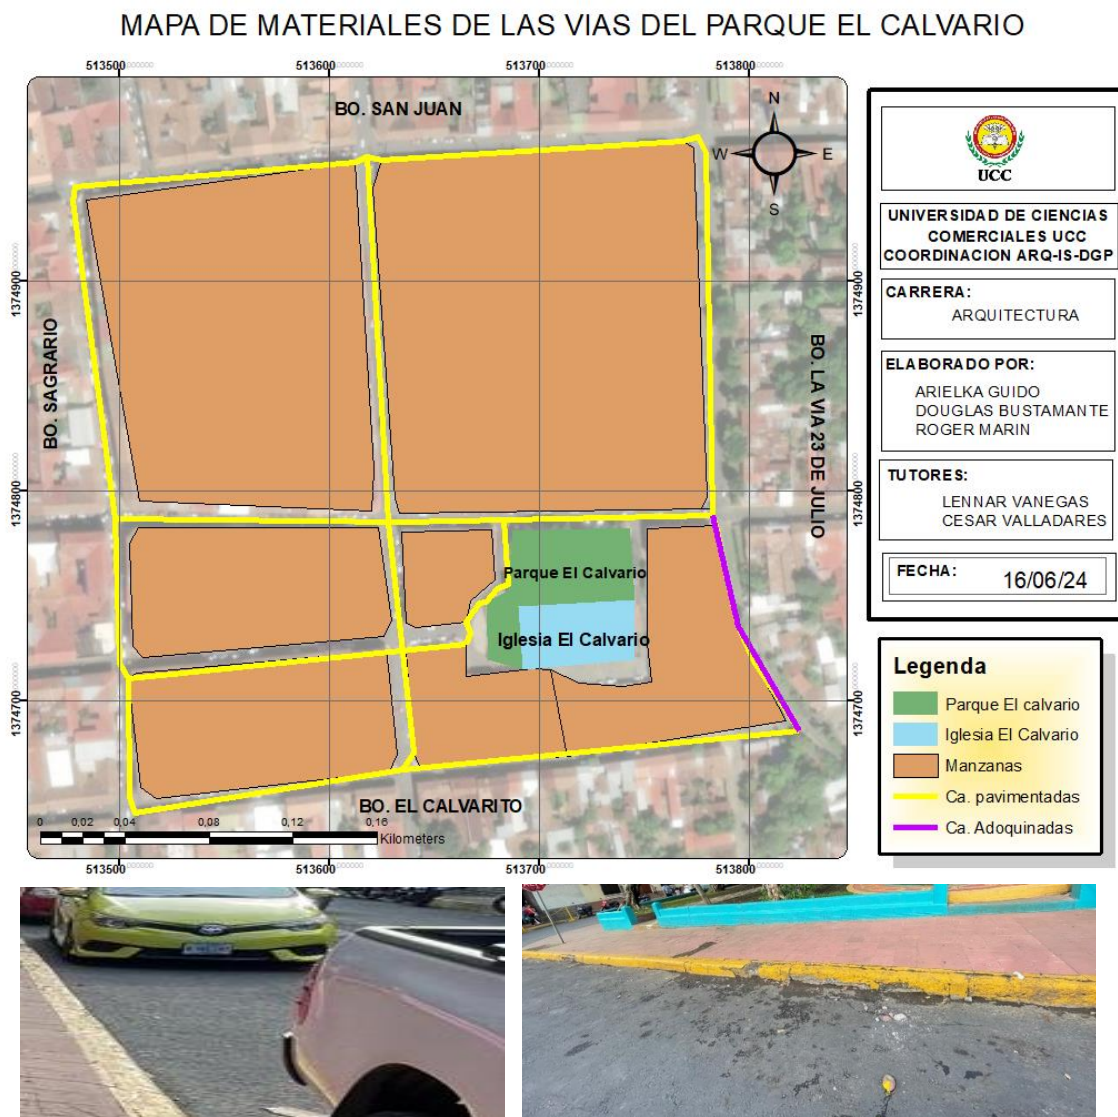 MAPA DE MATERIALES DE LAS VIAS DEL PARQUE EL CALVARIO
513500 513600 513700 513800
BO. SAN JUAN
N
W E
S
1374900 1374900
BO. SAGRARIO
BO. LA VIA 23 DE JULIO
1374800 1374800
Parque El Calvario
Iglesia El Calvario
1374700 1374700
BO. EL CALVARITO
0 0,02 0,04 0,08 0,12 0,16
Kilometers
513500 513600 513700 513800
UCC
UNIVERSIDAD DE CIENCIAS
COMERCIALES UCC
COORDINACION ARQ-IS-DGP
CARRERA:
ARQUITECTURA
ELABORADO POR:
ARIELKA GUIDO
DOUGLAS BUSTAMANTE
ROGER MARIN
TUTORES:
LENNAR VANEGAS
CESAR VALLADARES
FECHA: 16/06/24
Legenda
Parque El calvario
Iglesia El Calvario
Manzanas
Ca. pavimentadas
Ca. Adoquinadas